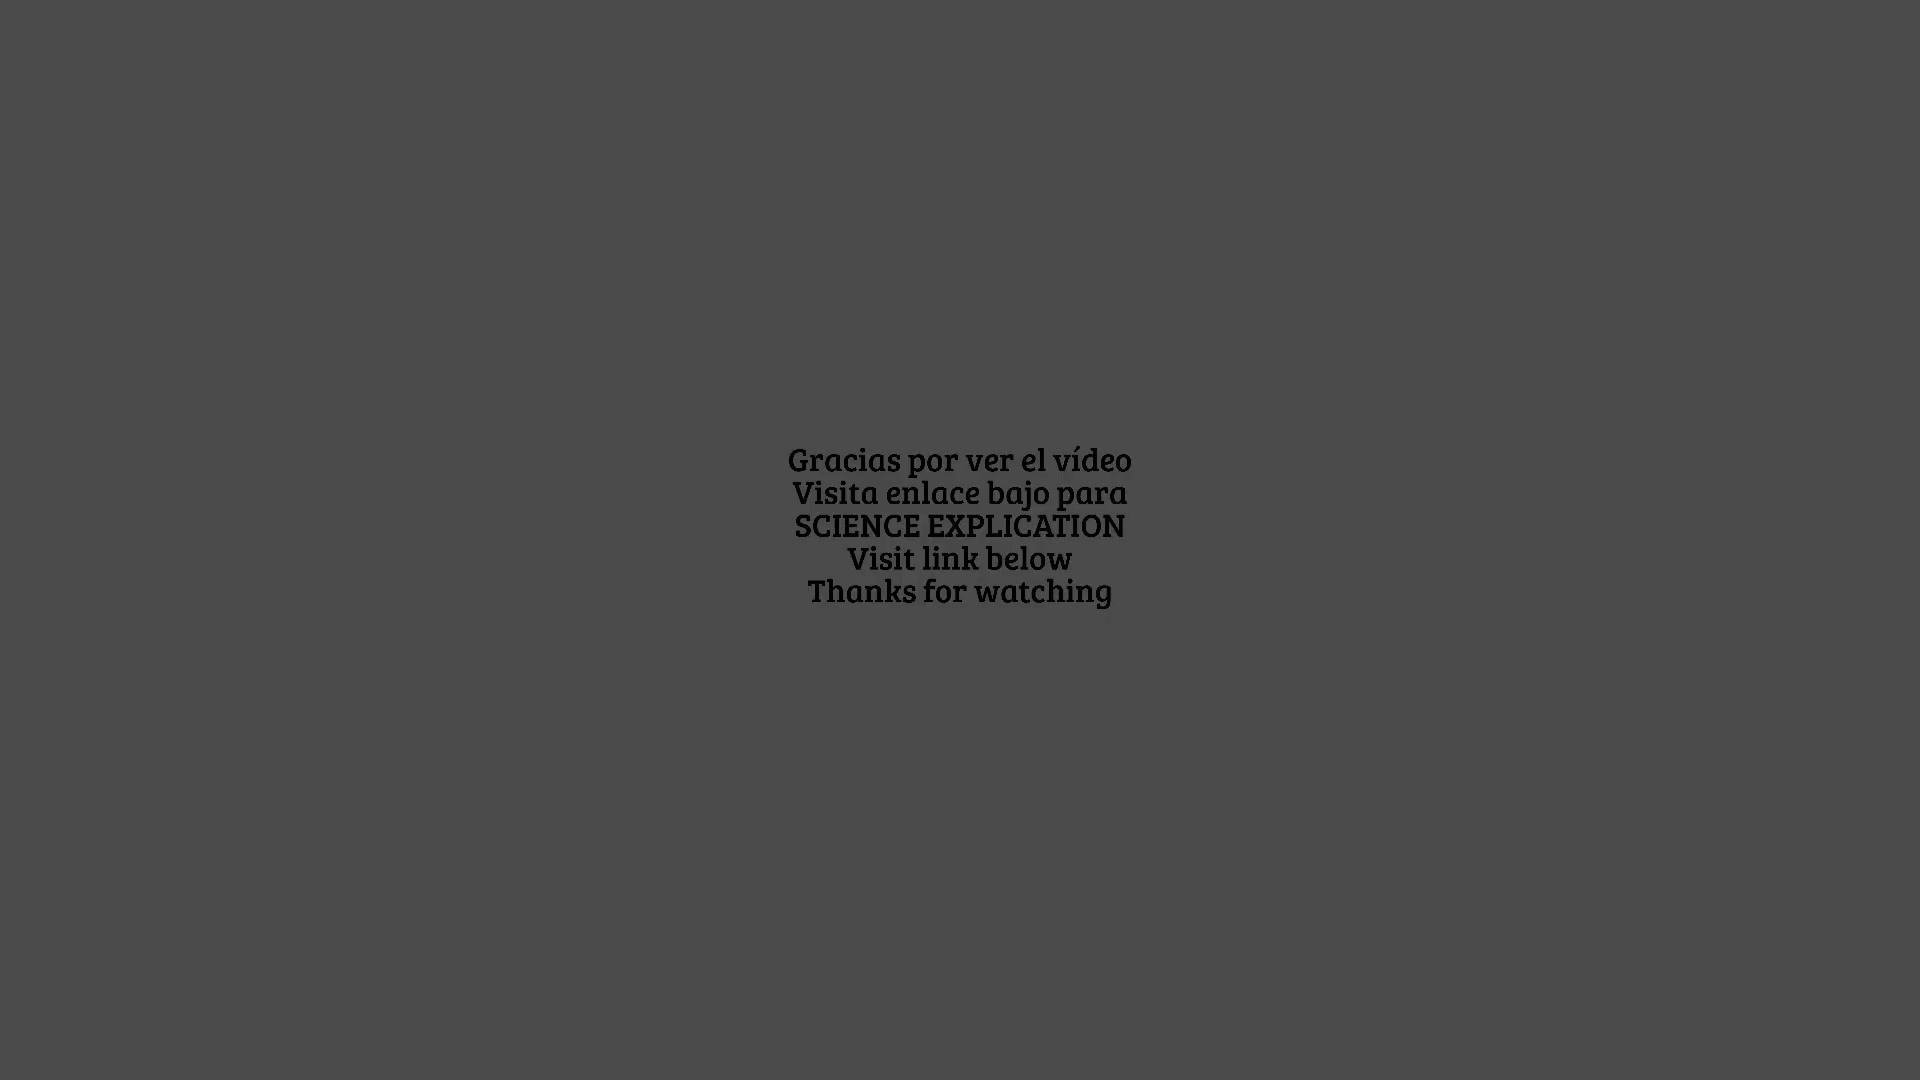 Gracias por ver el vídeo
Visita enlace bajo para
SCIENCE EXPLICATION
Visit link below
Thanks for watching